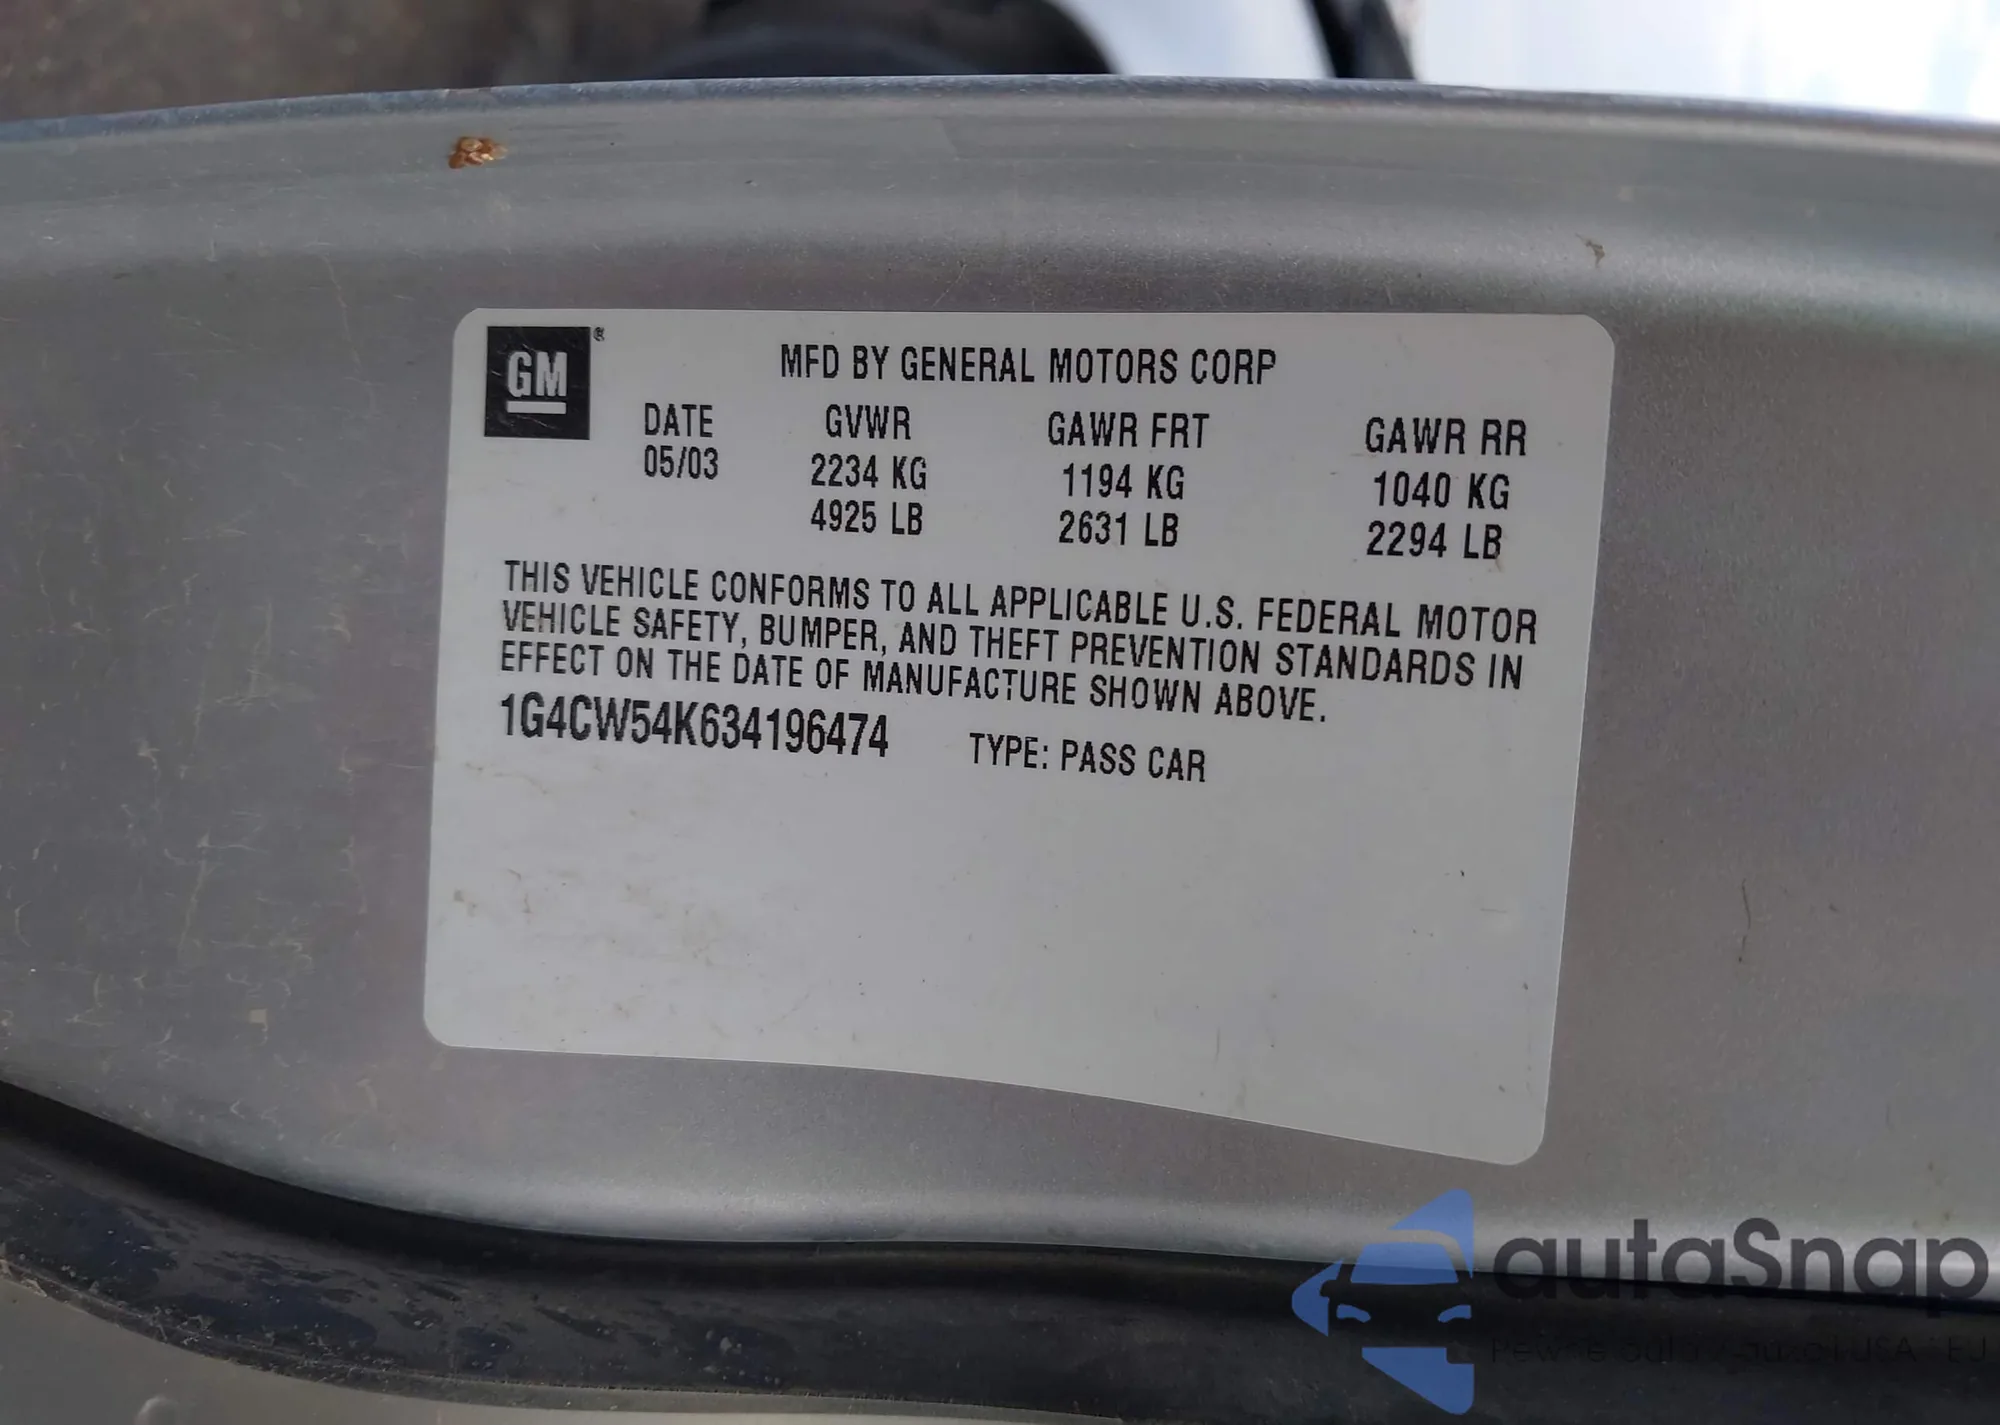 GM ®
MFD BY GENERAL MOTORS CORP
DATE GVWR GAWR FRT GAWR RR
05/03 2234 KG 1194 KG 1040 KG
4925 LB 2631 LB 2294 LB
THIS VEHICLE CONFORMS TO ALL APPLICABLE U.S. FEDERAL MOTOR
VEHICLE SAFETY, BUMPER, AND THEFT PREVENTION STANDARDS IN
EFFECT ON THE DATE OF MANUFACTURE SHOWN ABOVE.
1G4CW54K634196474 TYPE: PASS CAR
autoSnap
USA EU